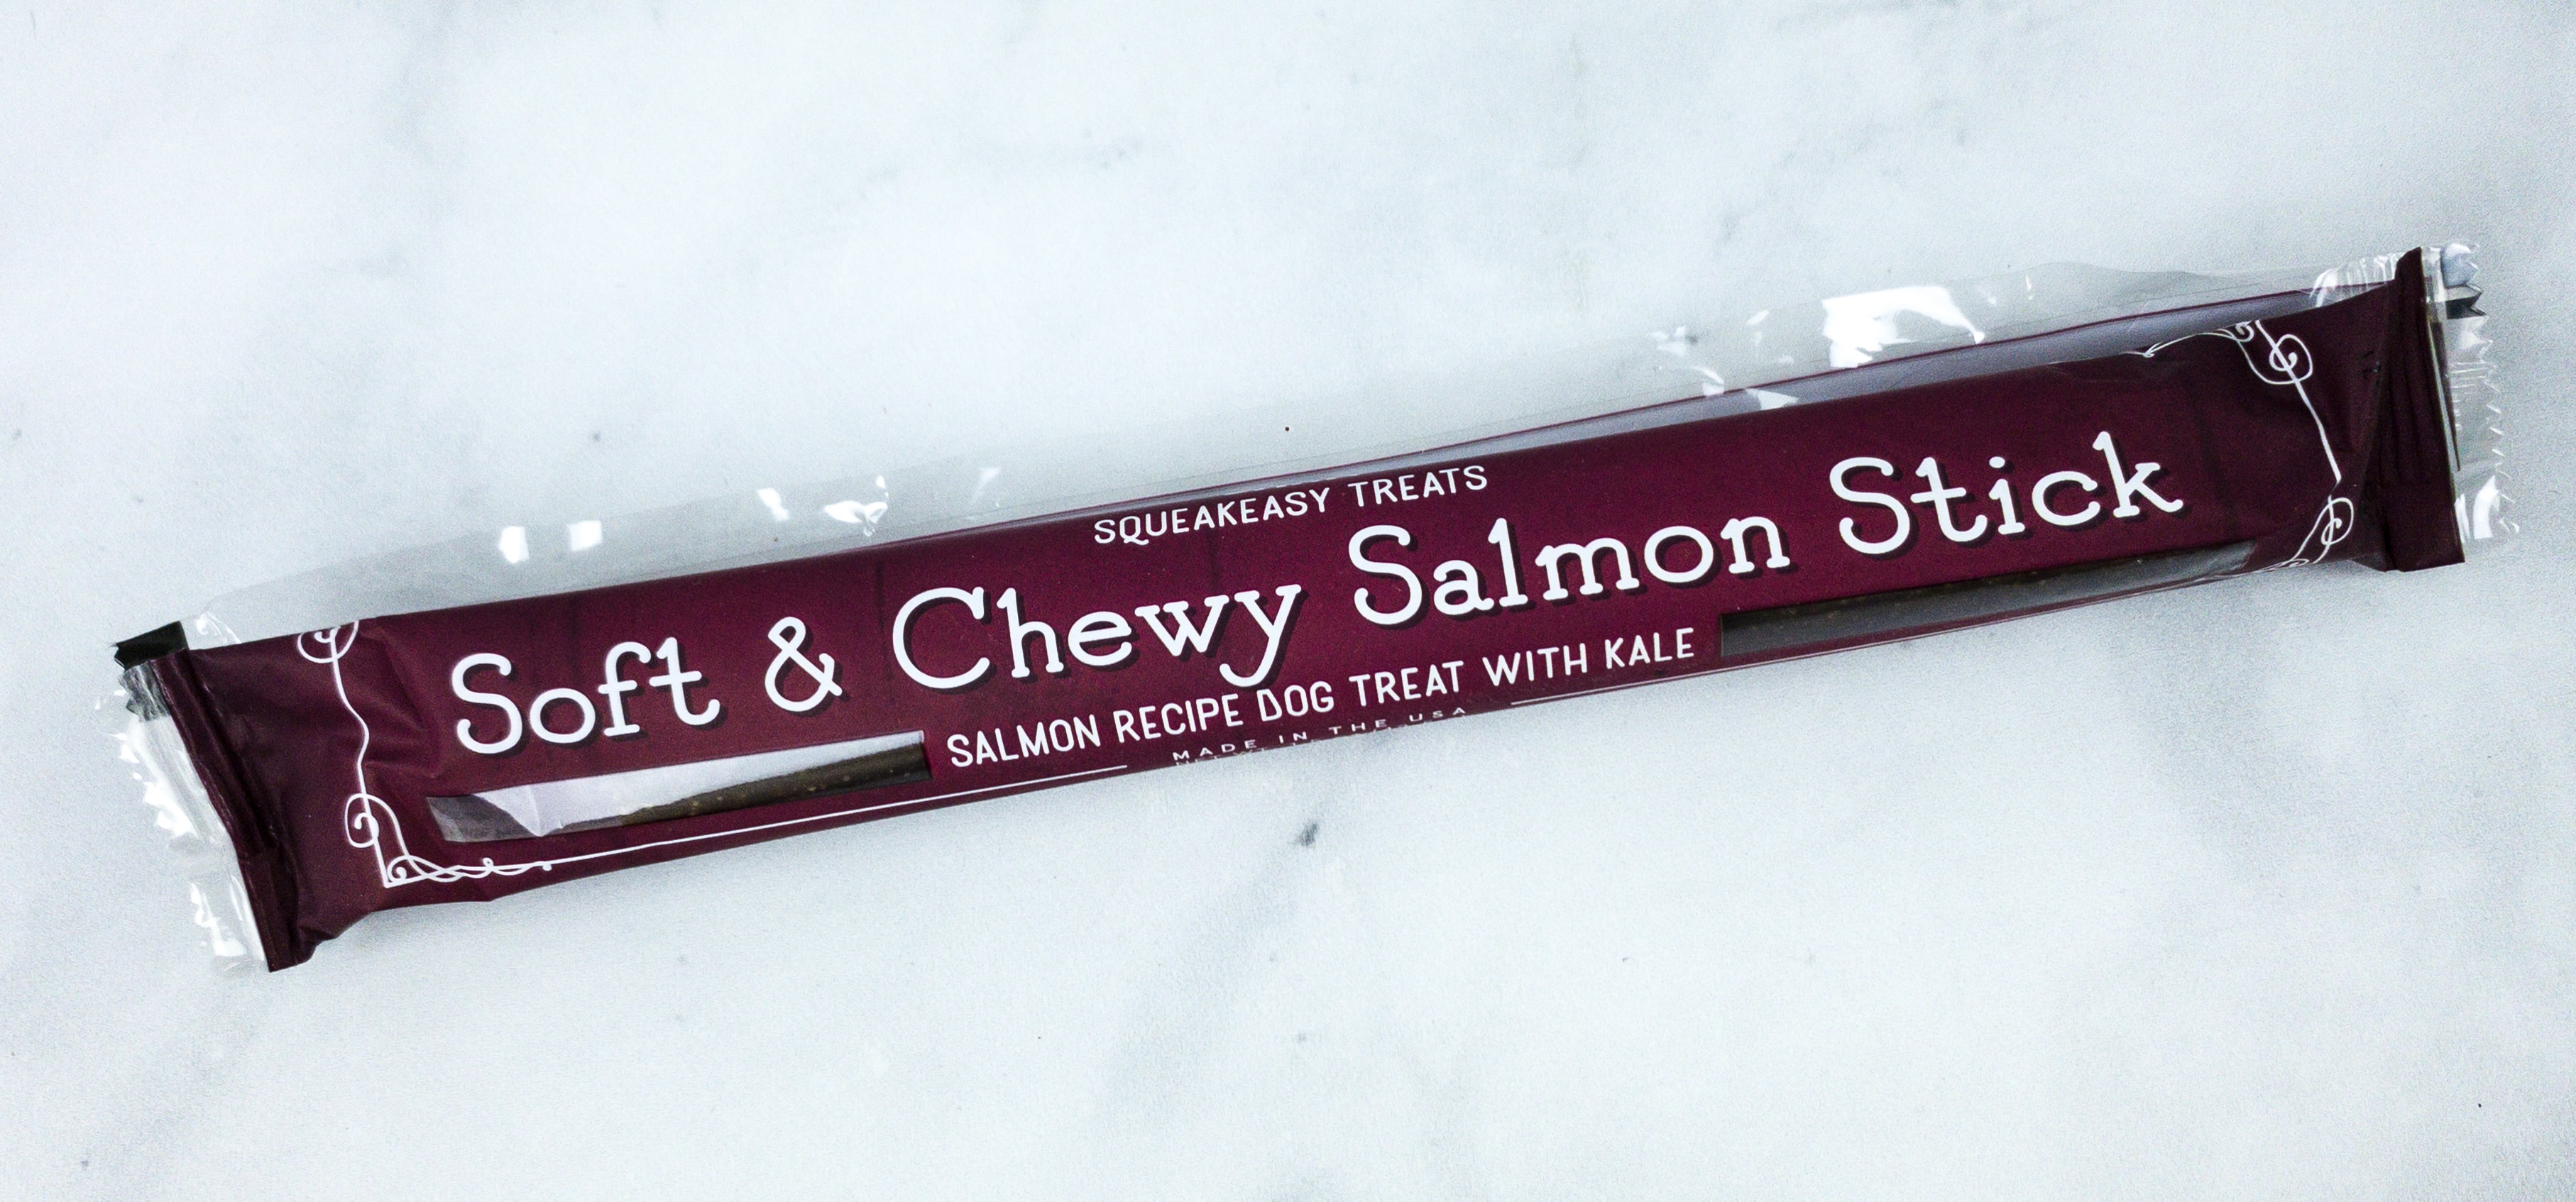 SQUEAKEASY TREATS
Soft & Chewy Salmon Stick
SALMON RECIPE DOG TREAT WITH KALE
MADE IN THE USA